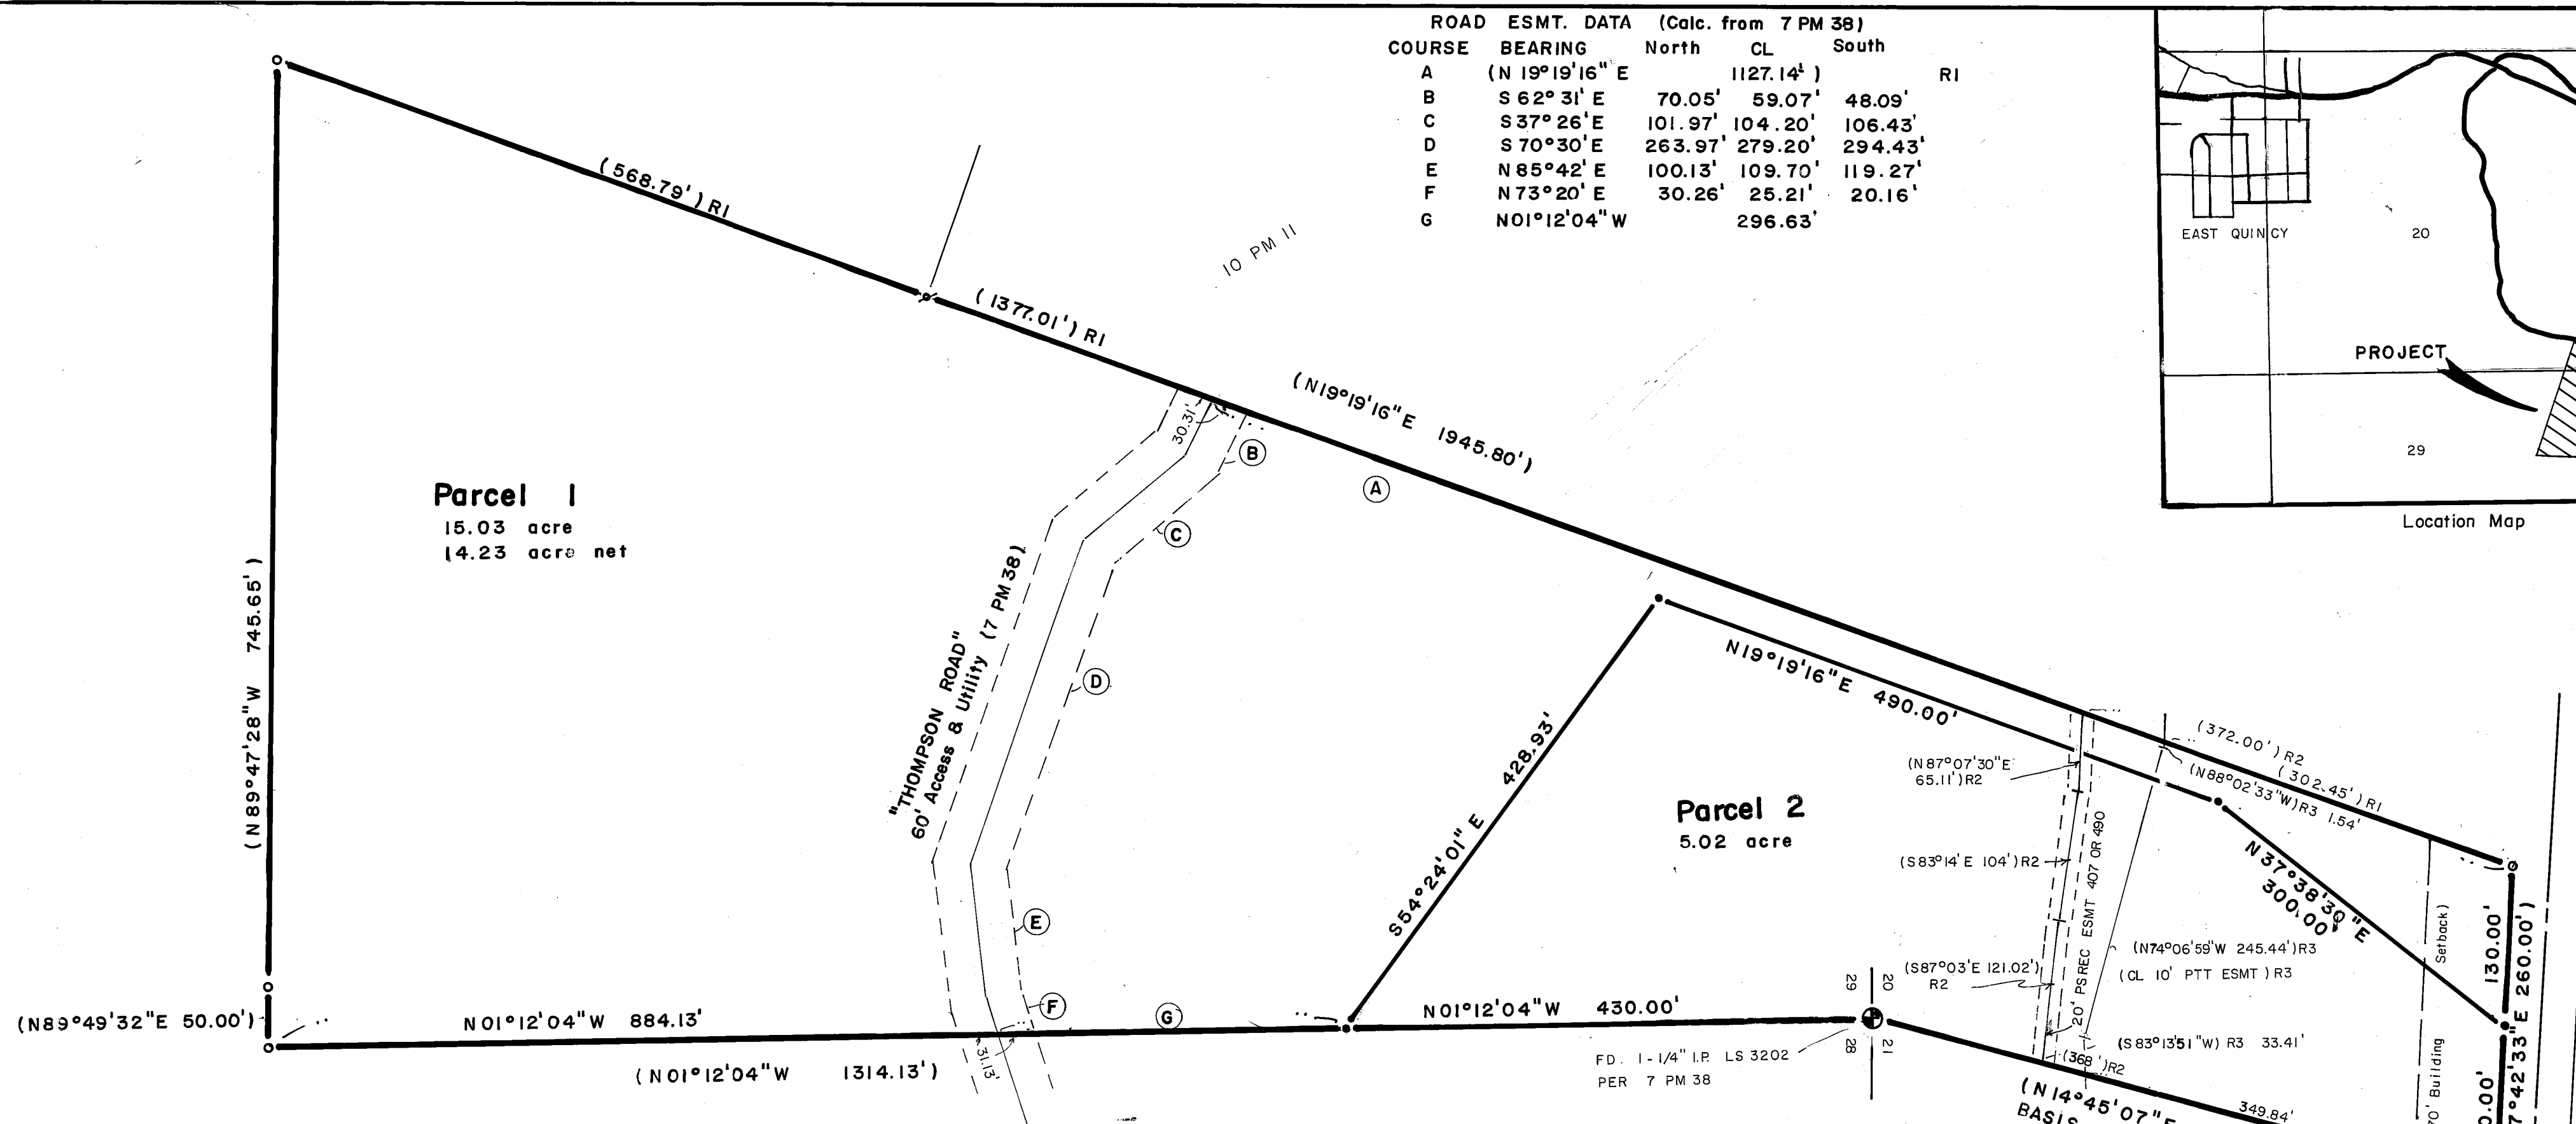 ROAD ESMT. DATA (Calc. from 7 PM 38)
COURSE BEARING North CL South
A (N 19°19'16" E 1127.14' ) R1
B S 62° 31' E 70.05' 59.07' 48.09'
C S 37° 26' E 101.97' 104.20' 106.43'
D S 70°30' E 263.97' 279.20' 294.43'
E N 85°42' E 100.13' 109.70' 119.27'
F N 73°20' E 30.26' 25.21' 20.16'
G N01°12'04" W 296.63'
EAST QUINCY
20
PROJECT
29
Location Map
(568.79') R1
10 PM 11
(1377.01') R1
(N19°19'16" E 1945.80')
30.31'
B
A
C
Parcel 1
15.03 acre
14.23 acre net
(N89°47'28"W 745.65')
"THOMPSON ROAD"
60' Access & Utility (7 PM 38)
D
E
F
G
N19°19'16" E 490.00'
S54°24'01" E 428.93'
Parcel 2
5.02 acre
(N 87°07'30"E
65.11')R2
(372.00') R2
(302.45') R1
(N88°02'33"W)R3 1.54'
(S83°14' E 104')R2
20' PSREC ESMT 407 OR 490
N37°38'30"E
300.00'
(N74°06'59"W 245.44')R3
(CL 10' PTT ESMT) R3
(S87°03'E 121.02')
R2
Setback)
70' Building
130.00'
7°42'33"E 260.00')
0.00'
29 20
28 21
(N89°49'32"E 50.00')
N01°12'04"W 884.13'
N01°12'04"W 430.00'
(N01°12'04"W 1314.13')
31.13'
FD. 1-1/4" I.P. LS 3202
PER 7 PM 38
(S83°13'51"W) R3 33.41'
(368')R2
(N14°45'07"E
BASIS
349.84'